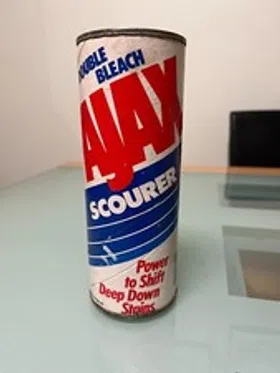 DOUBLE
BLEACH
AJAX
SCOURER
Power
to Shift
Deep Down
Stains